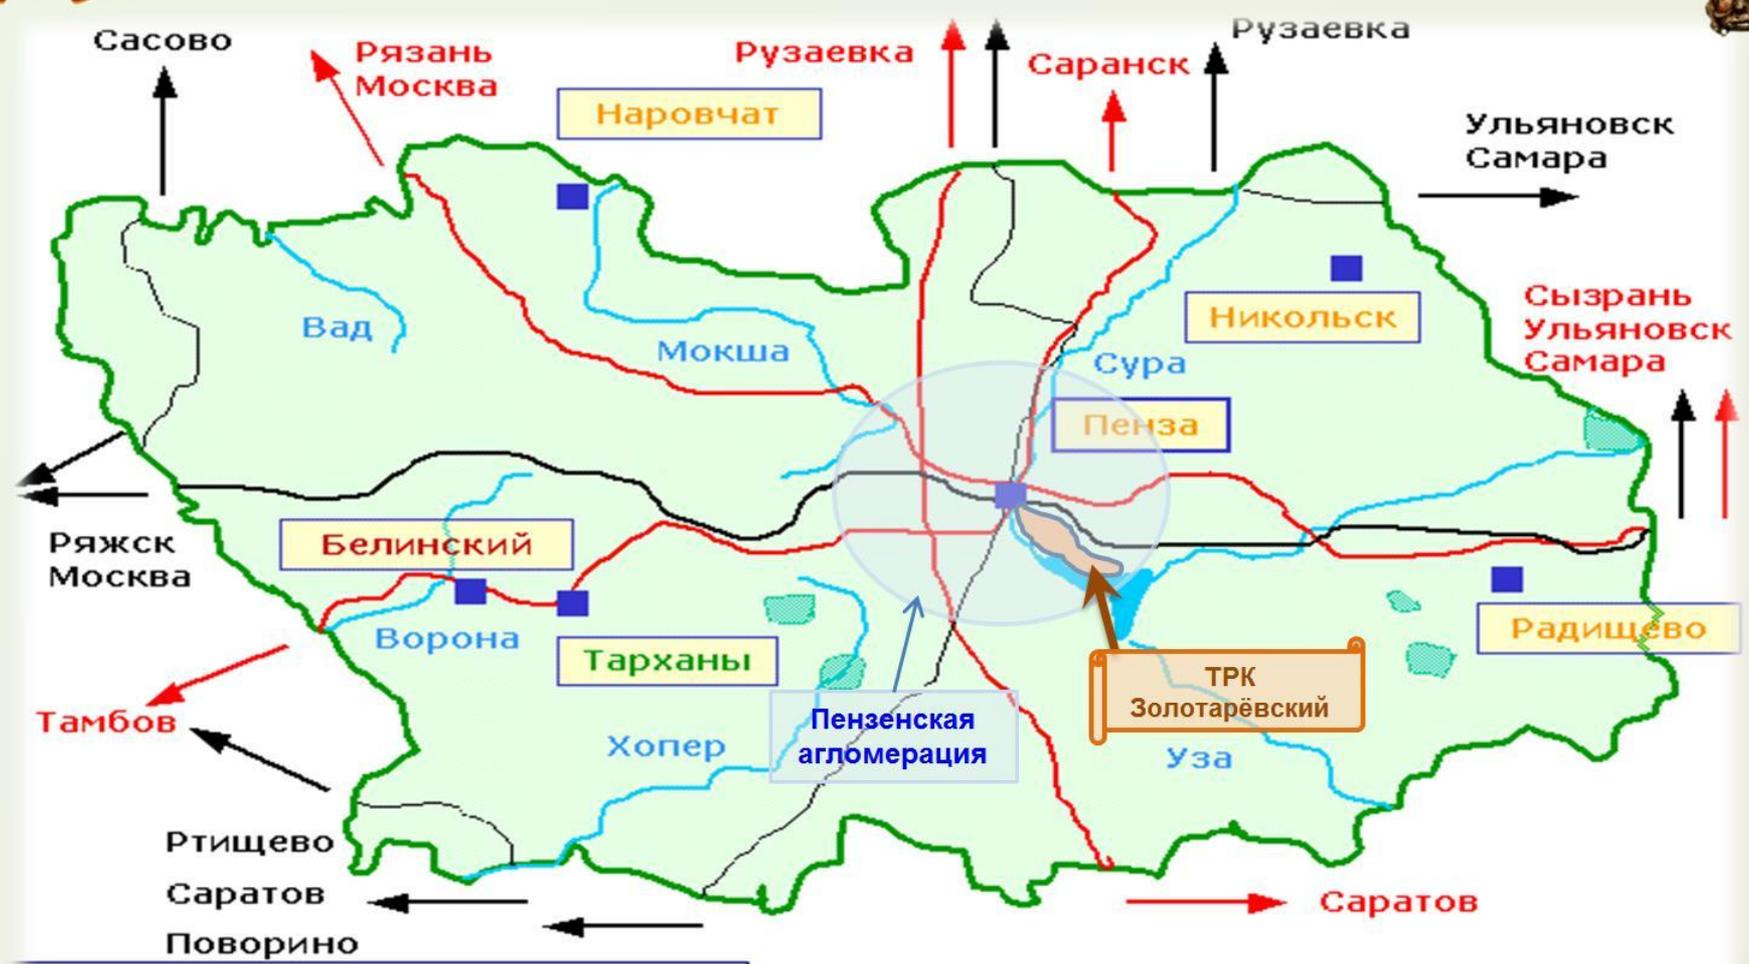 Сасово
Рязань
Москва
Рузаевка
Саранск
Рузаевка
Наровчат
Ульяновск
Самара
Сызрань
Ульяновск
Самара
Никольск
Вад
Мокша
Сура
Пенза
Ряжск
Москва
Белинский
Ворона
Тарханы
Радищево
Тамбов
ТРК
Золотарёвский
Пензенская
агломерация
Хопер
Уза
Ртищево
Саратов
Поворино
Саратов